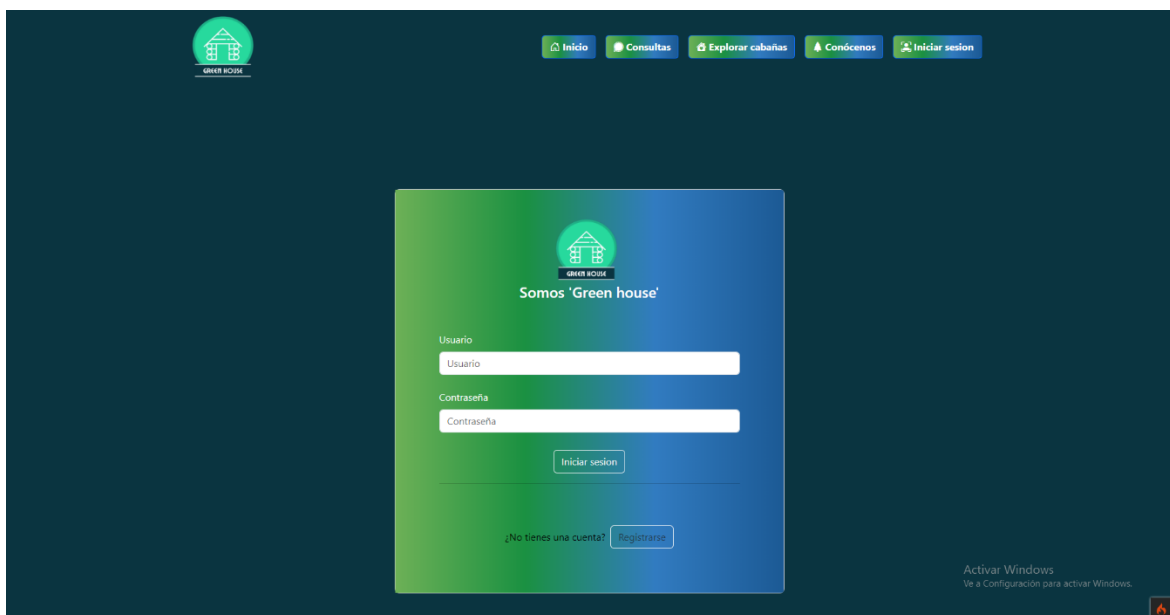 GREEN HOUSE
Inicio
Consultas
Explorar cabañas
Conócenos
Iniciar sesion
GREEN HOUSE
Somos 'Green house'
Usuario
Usuario
Contraseña
Contraseña
Iniciar sesion
¿No tienes una cuenta? Registrarse
Activar Windows
Ve a Configuración para activar Windows.